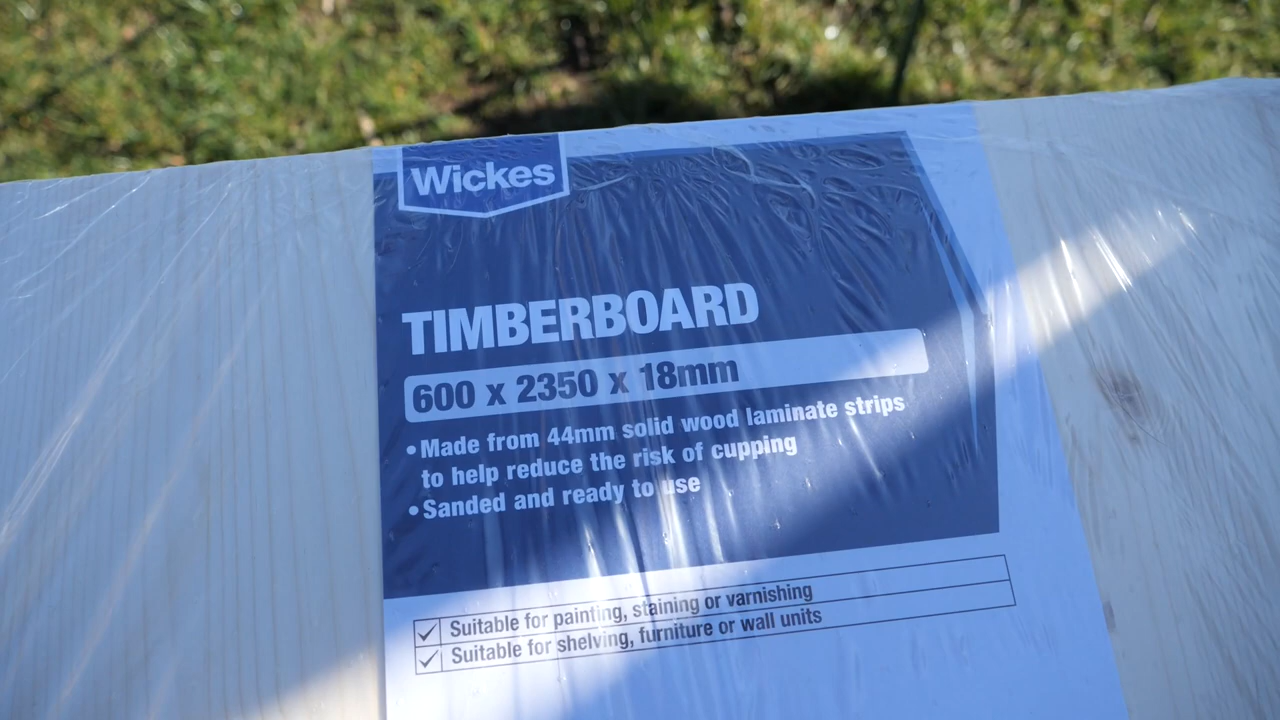 Wickes
TIMBERBOARD
600 x 2350 x 18mm
• Made from 44mm solid wood laminate strips
to help reduce the risk of cupping
• Sanded and ready to use
✓ Suitable for painting, staining or varnishing
✓ Suitable for shelving, furniture or wall units